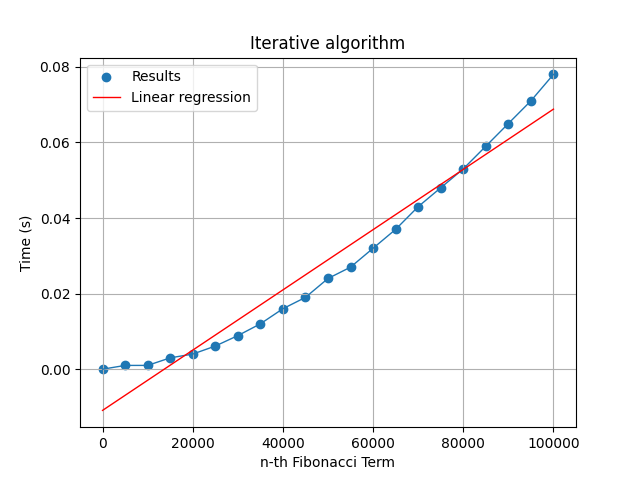 Iterative algorithm
Results
Linear regression
0.08
0.06
0.04
0.02
0.00
Time (s)
0 20000 40000 60000 80000 100000
n-th Fibonacci Term